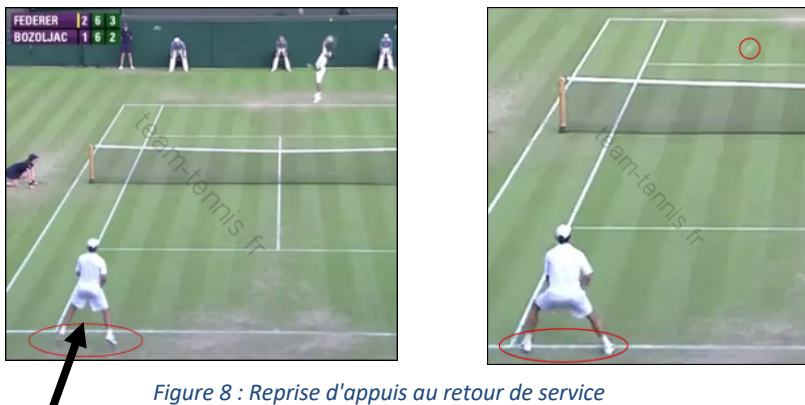 FEDERER 2 6 3
BOZOLJAC 1 6 2
team-tennis.fr
team-tennis.fr
Figure 8 : Reprise d'appuis au retour de service